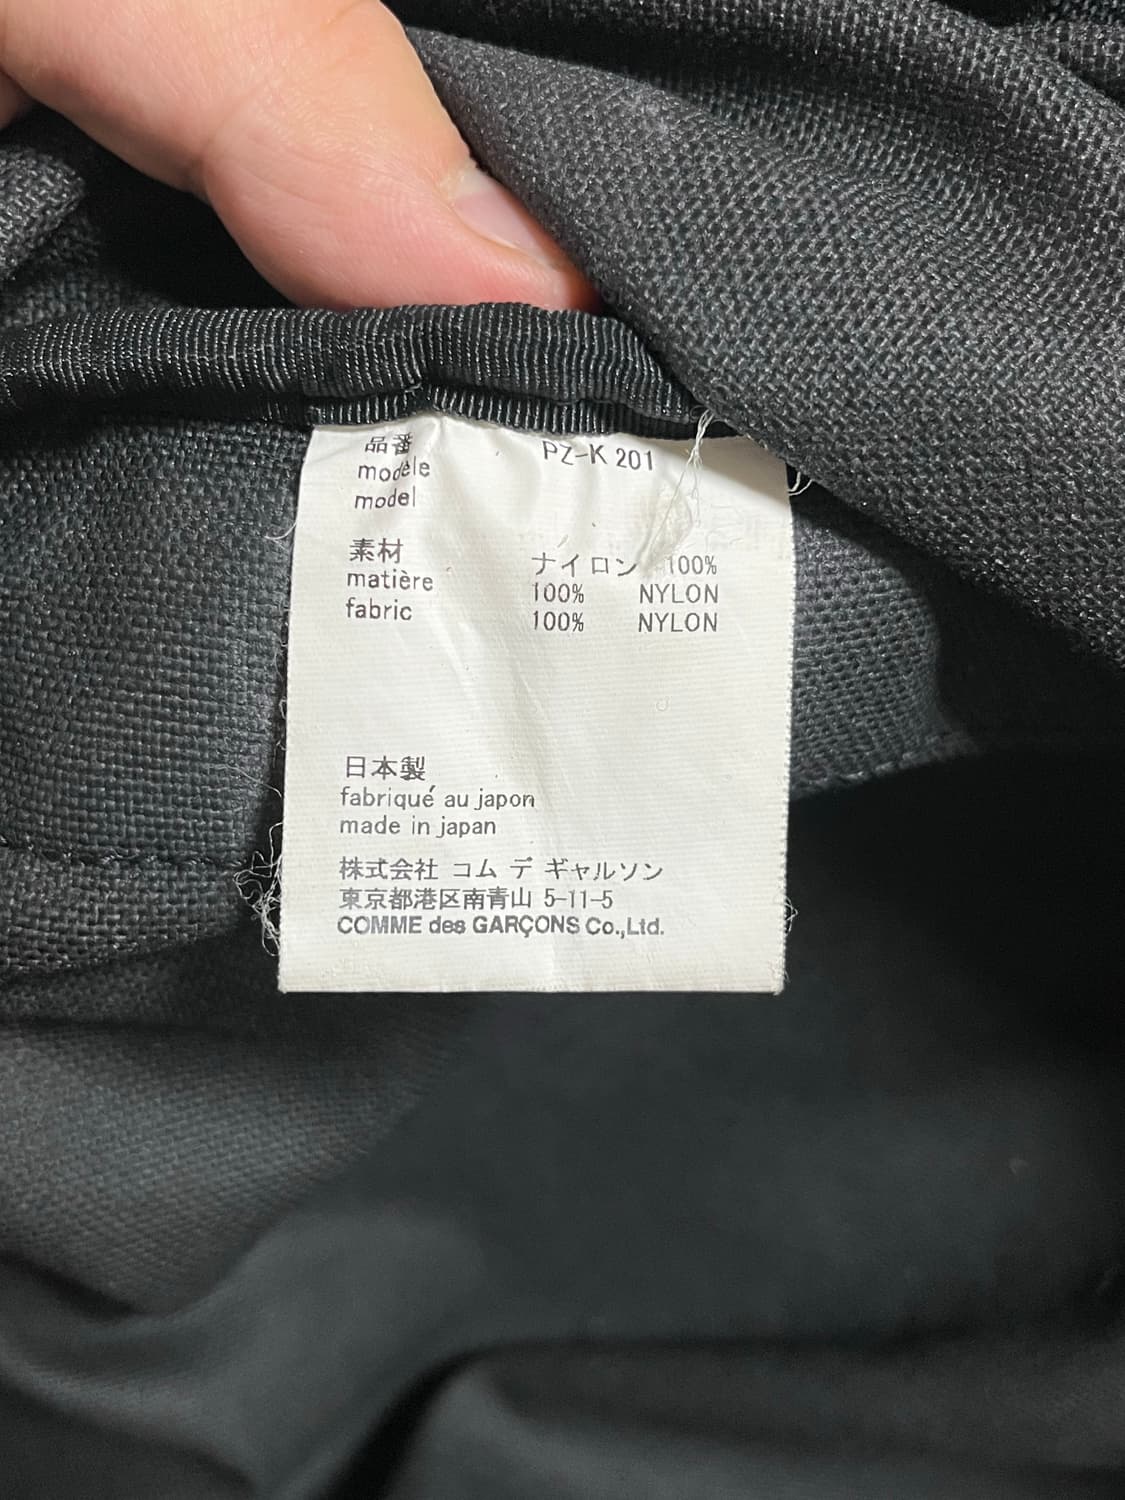 品番
modèle
model
PZ-K 201
素材
matière
fabric
ナイロン 100%
100% NYLON
100% NYLON
日本製
fabriqué au japon
made in japan
株式会社 コム デ ギャルソン
東京都港区南青山 5-11-5
COMME des GARÇONS Co.,Ltd.